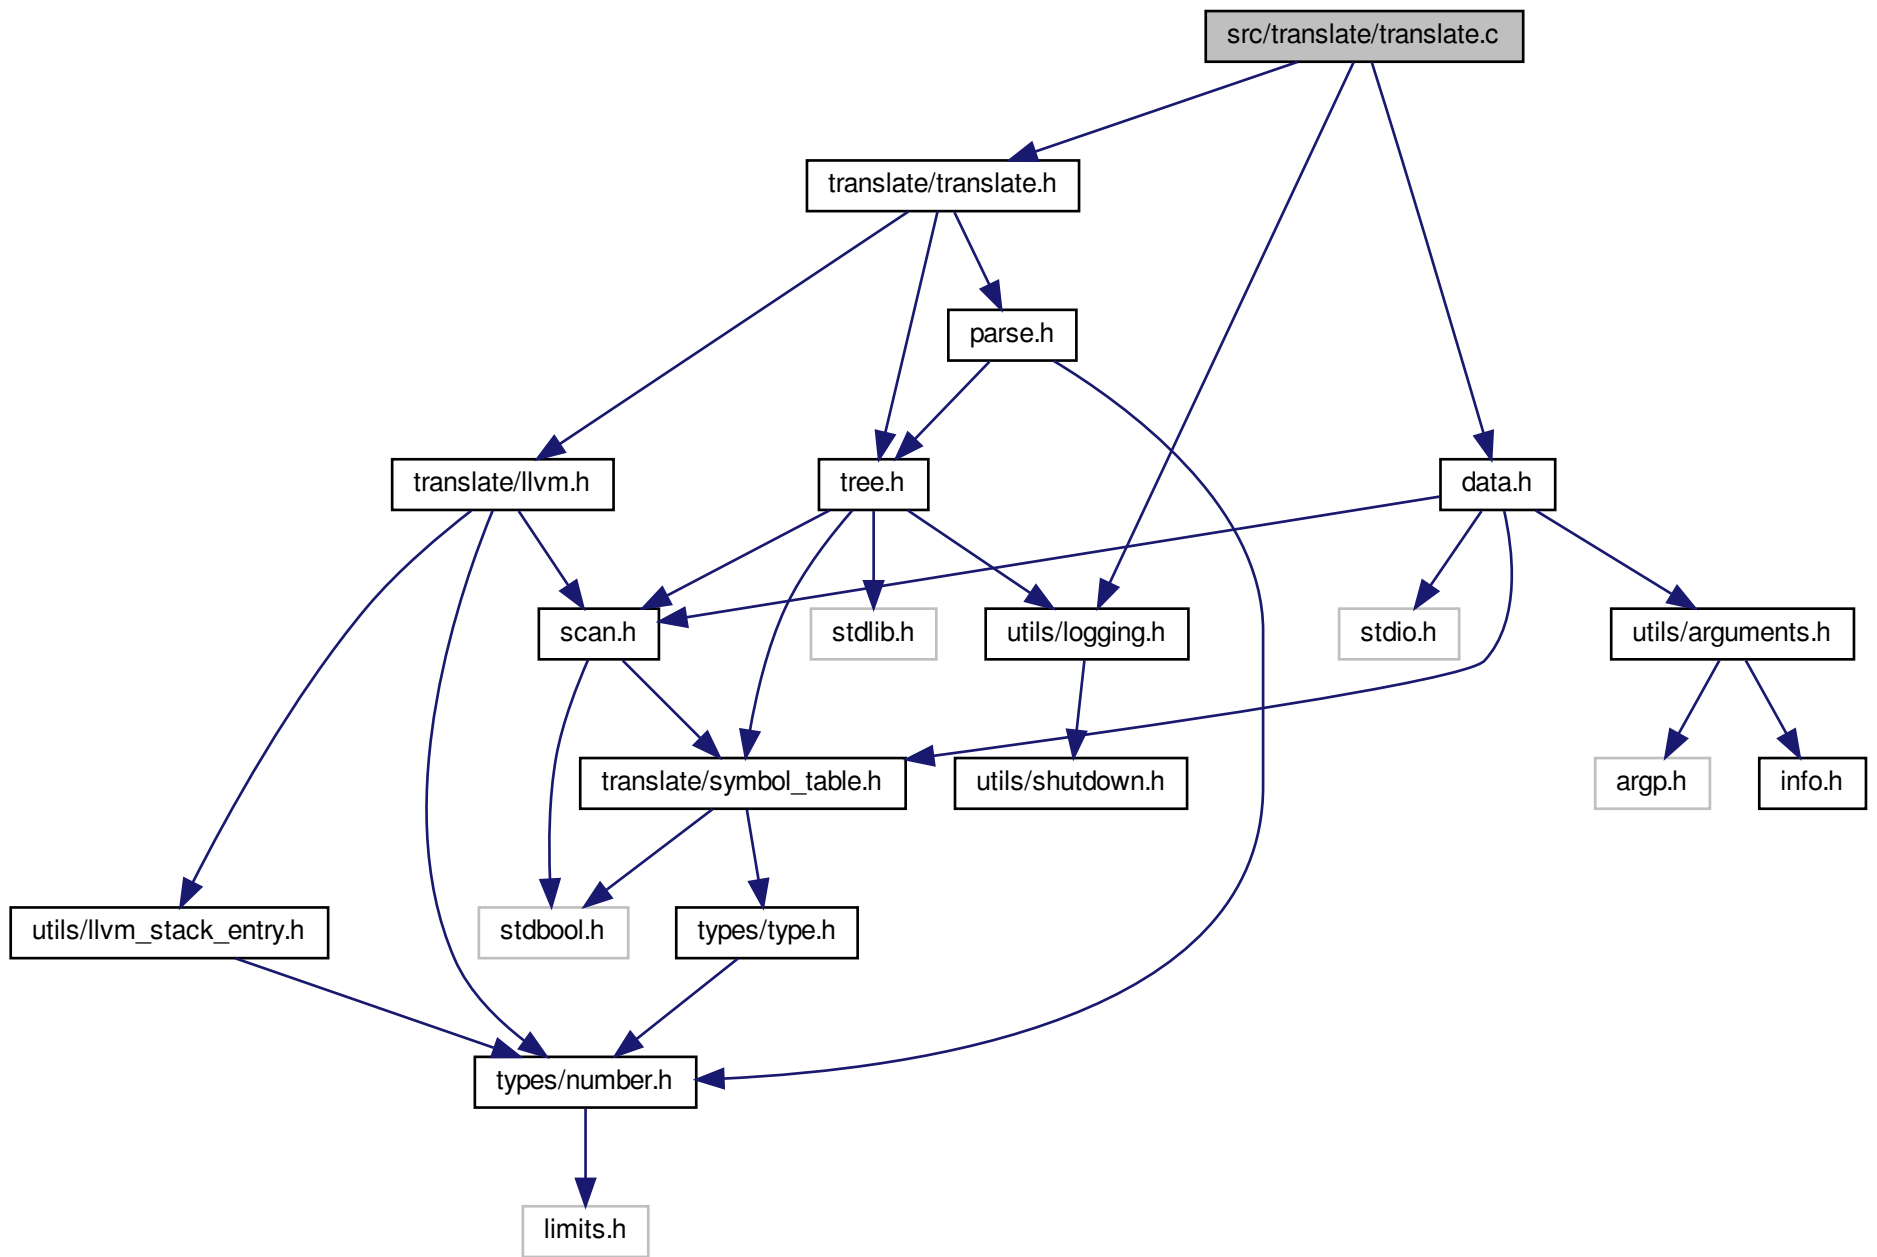 src/translate/translate.c
translate/translate.h
parse.h
translate/llvm.h
tree.h
data.h
scan.h
stdlib.h
utils/logging.h
stdio.h
utils/arguments.h
translate/symbol_table.h
utils/shutdown.h
argp.h
info.h
utils/llvm_stack_entry.h
stdbool.h
types/type.h
types/number.h
limits.h